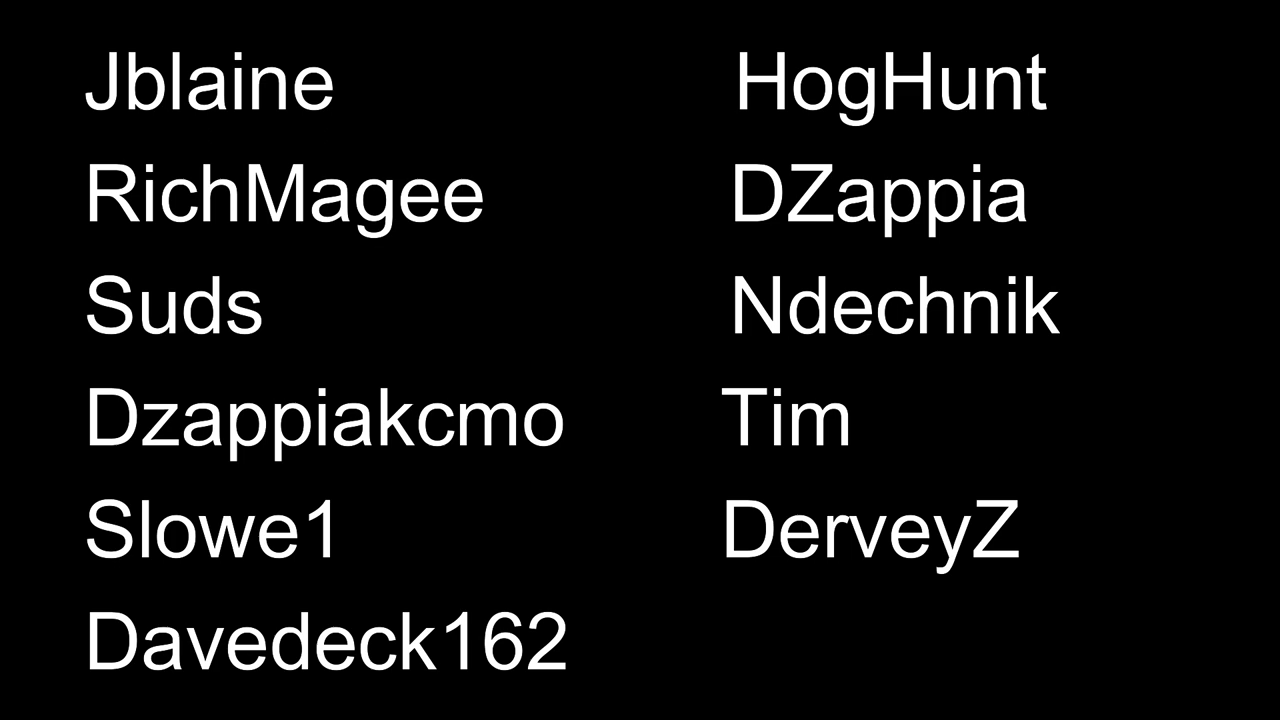 Jblaine
RichMagee
Suds
Dzappiakcmo
Slowe1
Davedeck162
HogHunt
DZappia
Ndechnik
Tim
DerveyZ